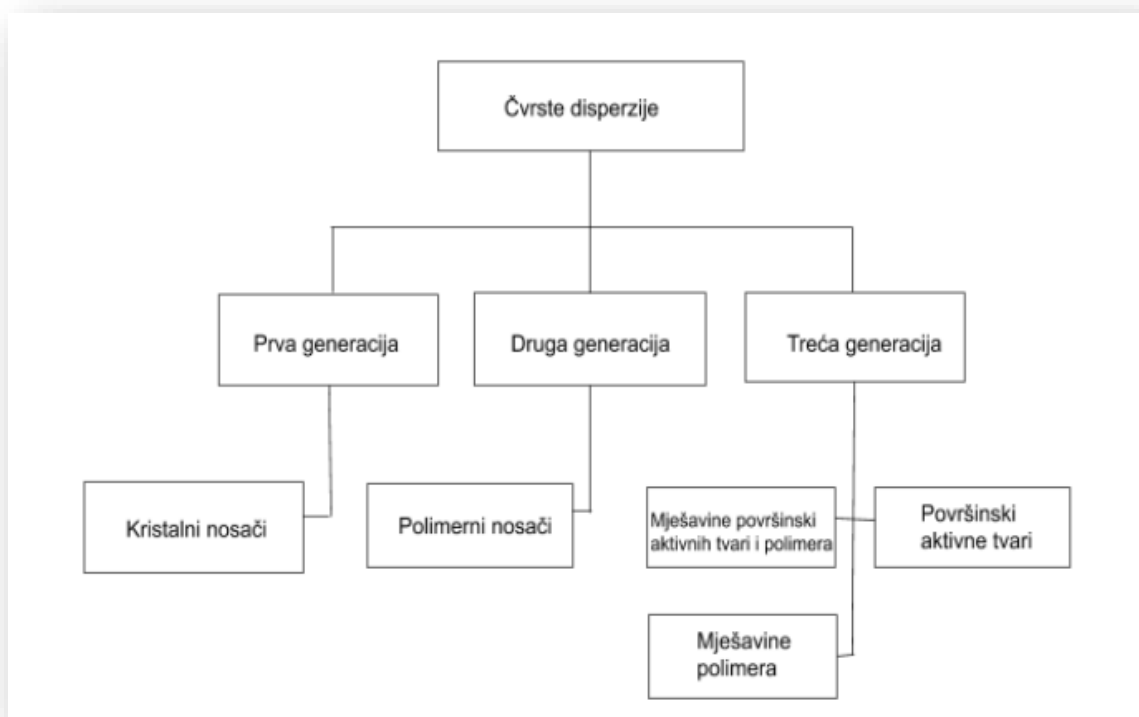 Čvrste disperzije
Prva generacija
Druga generacija
Treća generacija
Kristalni nosači
Polimerni nosači
Mješavine površinski
aktivnih tvari i polimera
Površinski
aktivne tvari
Mješavine
polimera